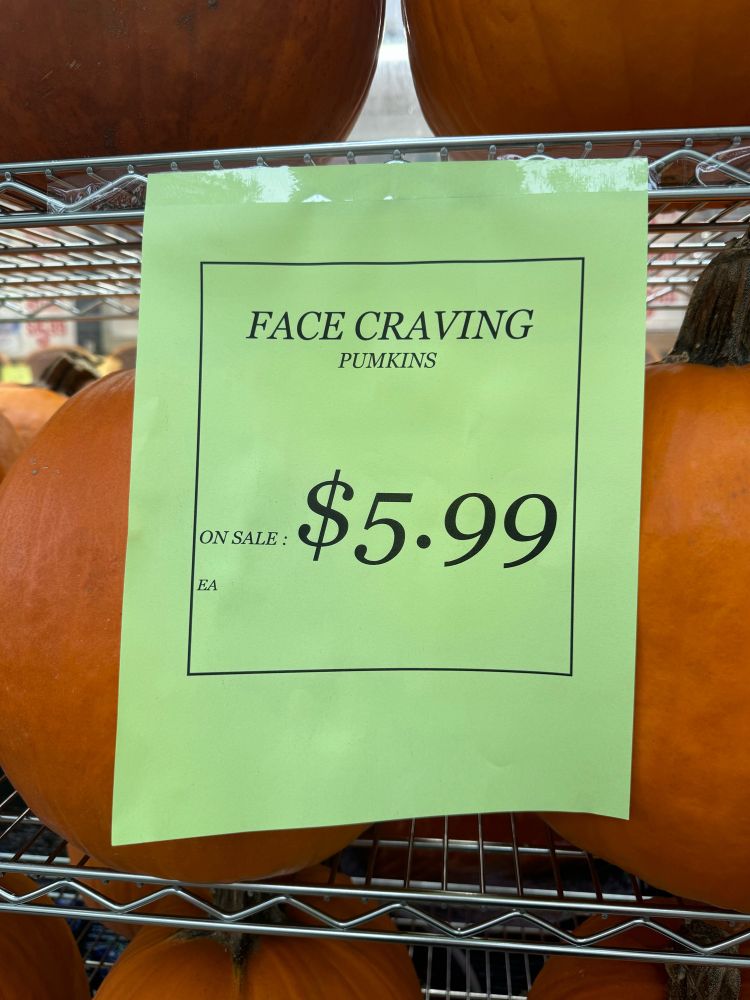 FACE CRAVING
PUMKINS
ON SALE : $5.99
EA